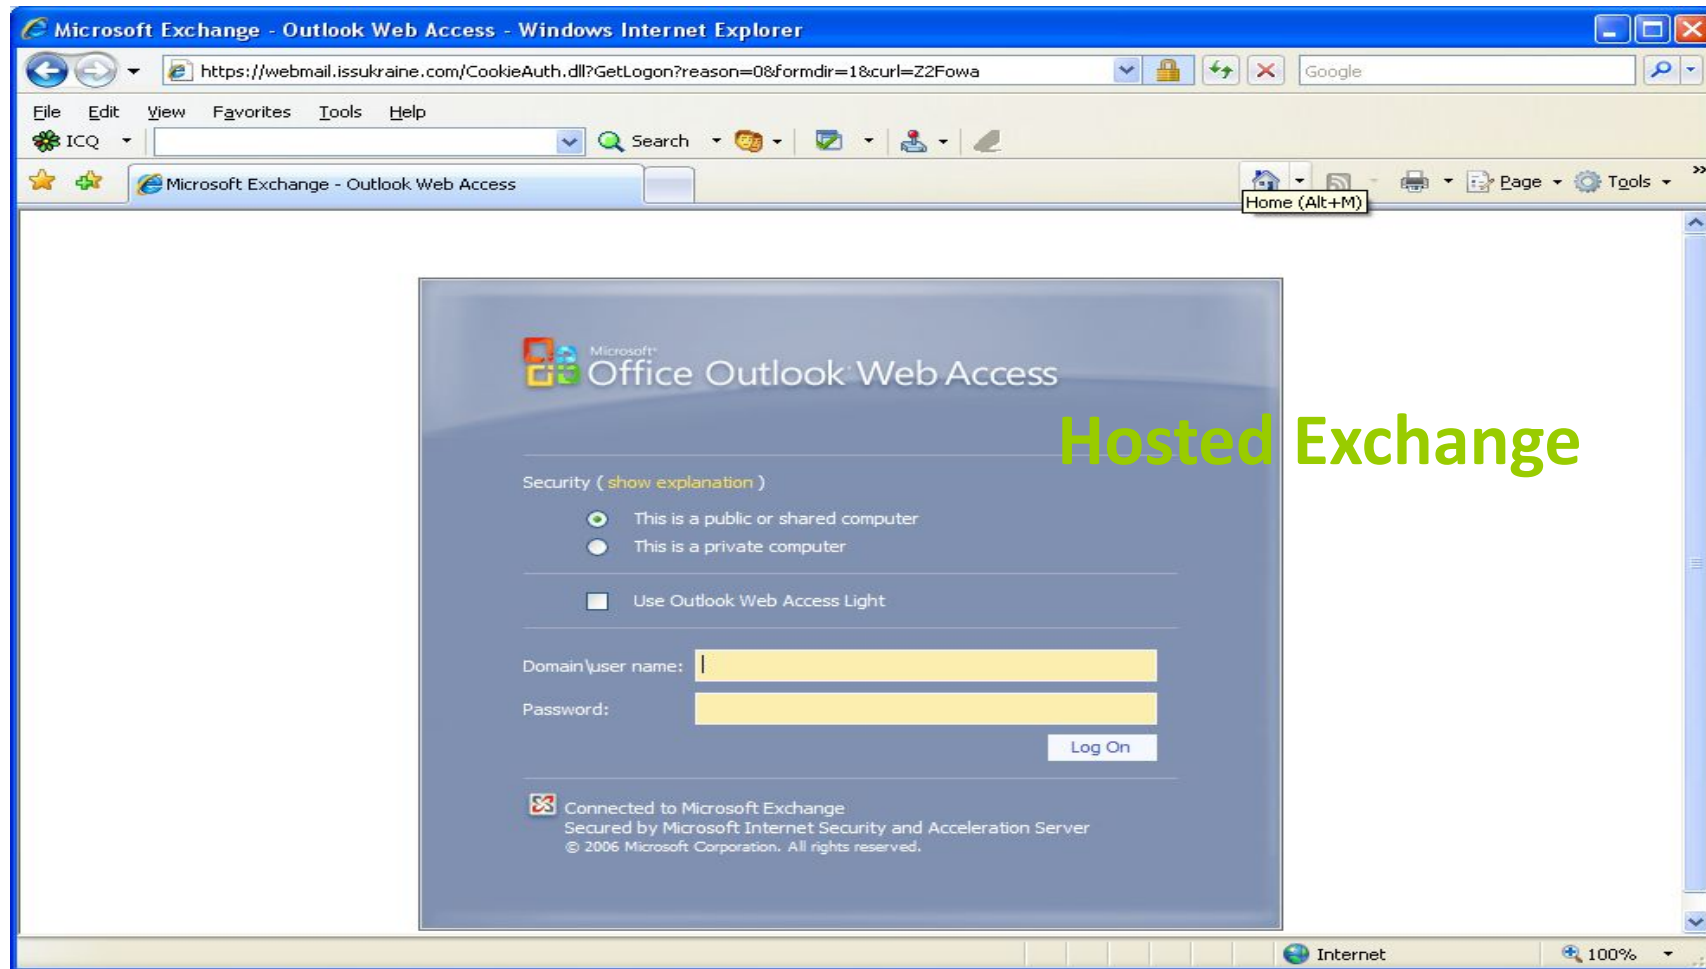 Microsoft Exchange - Outlook Web Access - Windows Internet Explorer
https://webmail.issukraine.com/CookieAuth.dll?GetLogon?reason=0&formdir=1&curl=Z2Fowa
Google
File Edit View Favorites Tools Help
ICQ Search
Microsoft Exchange - Outlook Web Access
Page Tools »
Home (Alt+M)
Microsoft®
Office Outlook Web Access
Hosted Exchange
Security ( show explanation )
This is a public or shared computer
This is a private computer
Use Outlook Web Access Light
Domain\user name:
Password:
Log On
Connected to Microsoft Exchange
Secured by Microsoft Internet Security and Acceleration Server
© 2006 Microsoft Corporation. All rights reserved.
Internet 100%